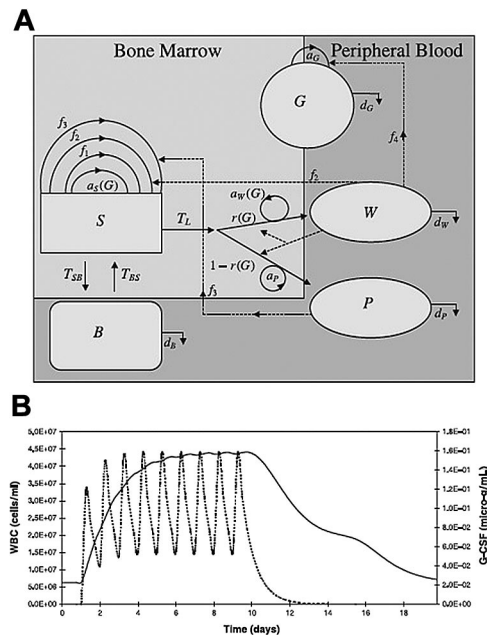 A
Bone Marrow
Peripheral Blood
a_G
G
d_G
f_3
f_2
f_1
a_S(G)
f_4
f_2
S
T_L
a_W(G)
r(G)
W
d_W
1 – r(G)
a_P
T_SB
T_BS
f_3
P
d_P
B
d_B
B
WBC (cells/ml)
5.0E+07
4.5E+07
4.0E+07
3.5E+07
3.0E+07
2.5E+07
2.0E+07
1.5E+07
1.0E+07
5.0E+06
0.0E+00
1.8E–01
1.6E–01
1.4E–01
1.2E–01
1.0E–01
8.0E–02
6.0E–02
4.0E–02
2.0E–02
0.0E+00
G-CSF (micro-g/mL)
0 2 4 6 8 10 12 14 16 18
Time (days)